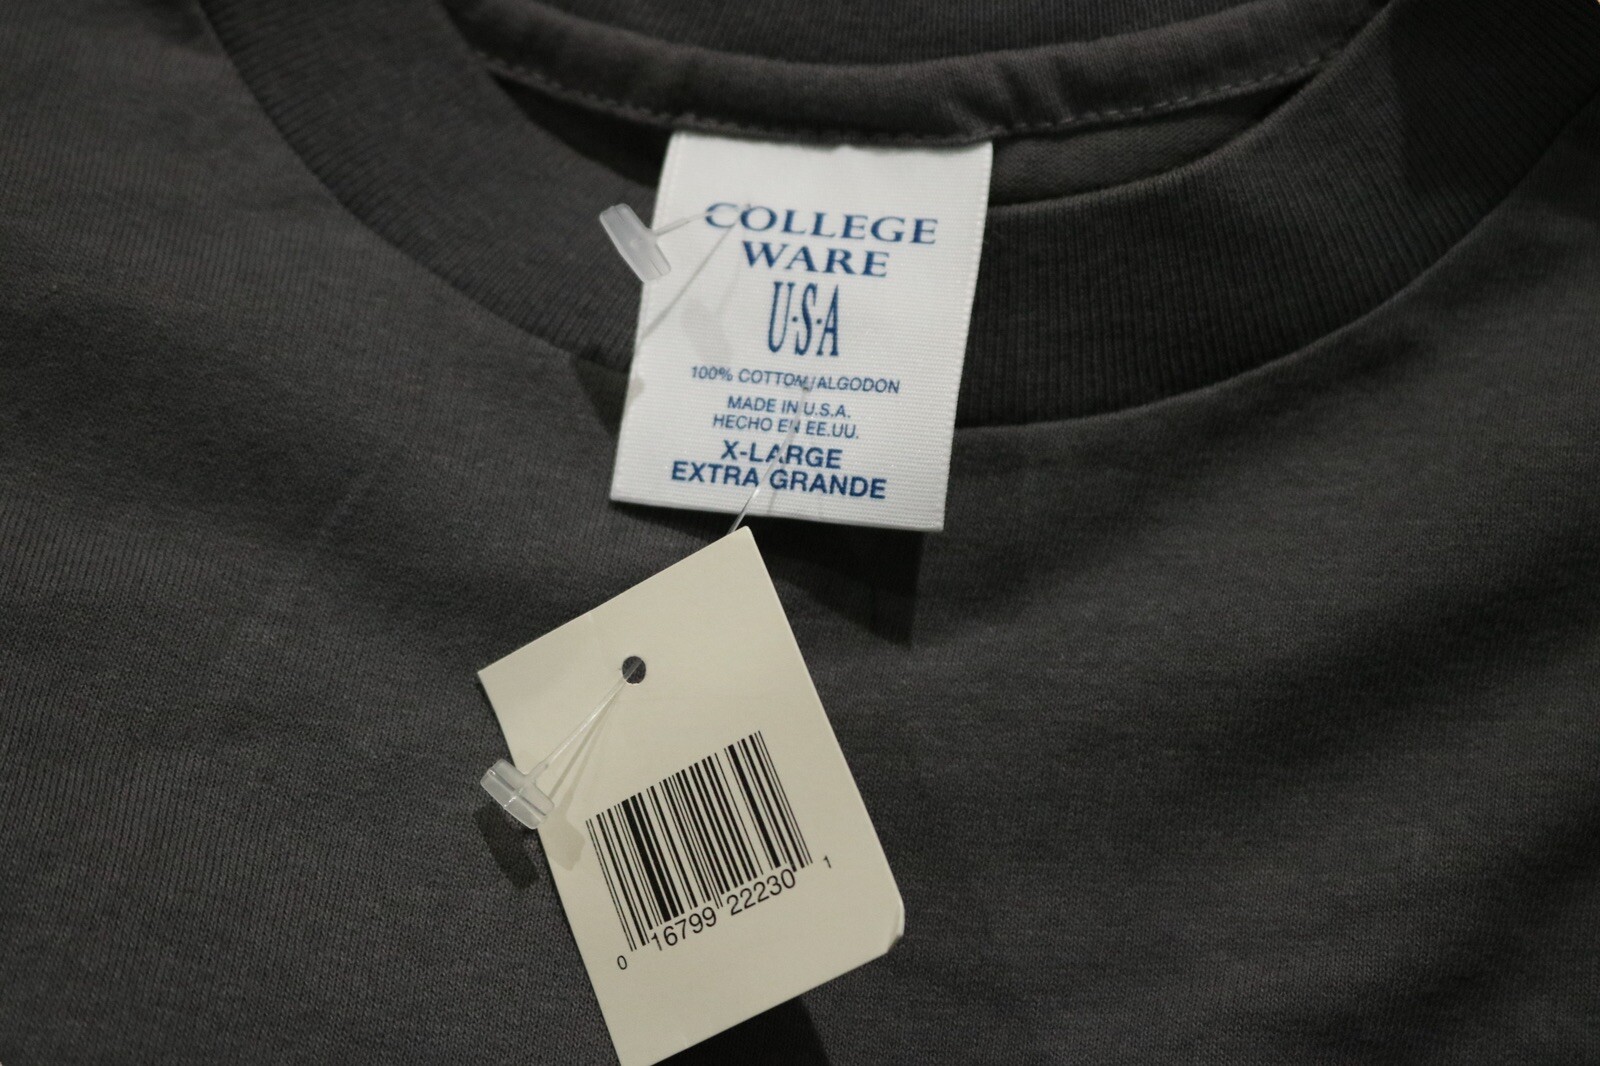 COLLEGE
WARE
U·S·A
100% COTTON/ALGODON
MADE IN U.S.A.
HECHO EN EE.UU.
X-LARGE
EXTRA GRANDE
0 16799 22230 1